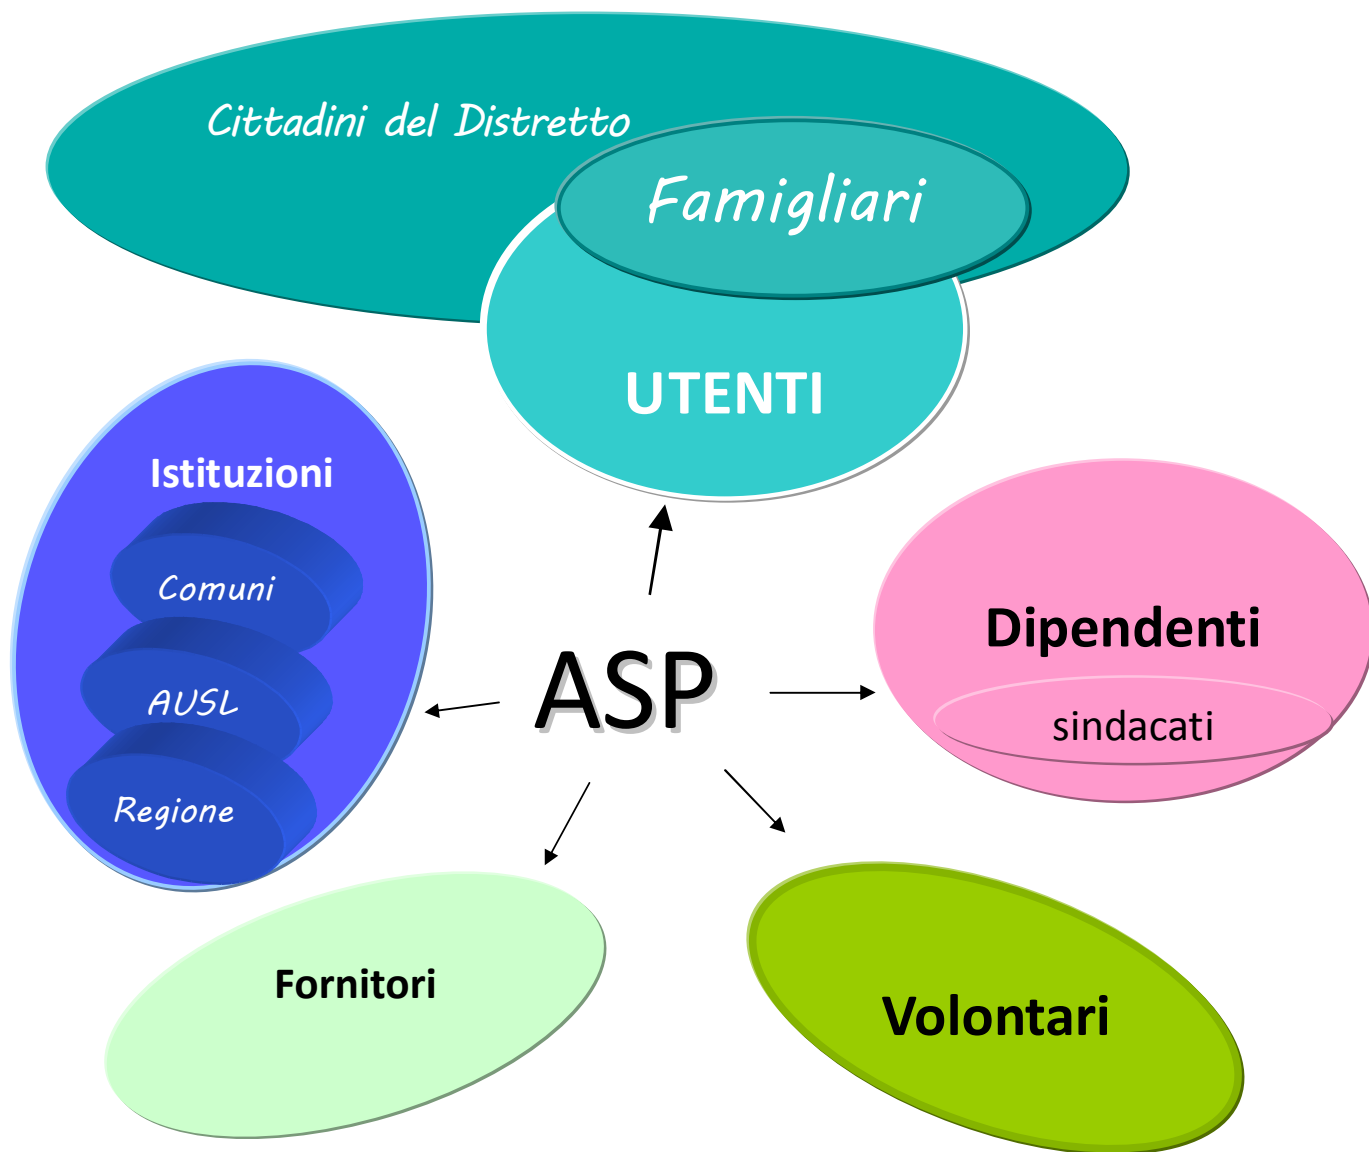 Cittadini del Distretto
Famigliari
UTENTI
Istituzioni
Comuni
AUSL
Regione
ASP
Dipendenti
sindacati
Fornitori
Volontari